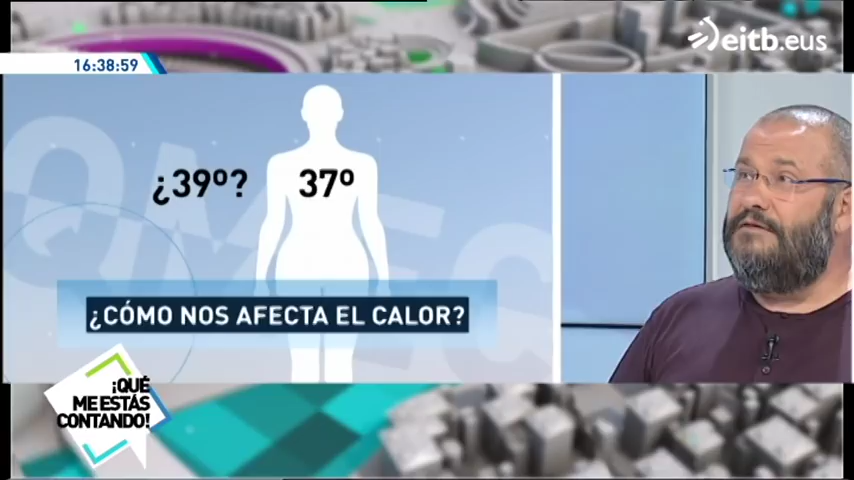 eitb.eus
16:38:59
¿39º?
37º
¿CÓMO NOS AFECTA EL CALOR?
¡QUÉ
ME ESTÁS
CONTANDO!